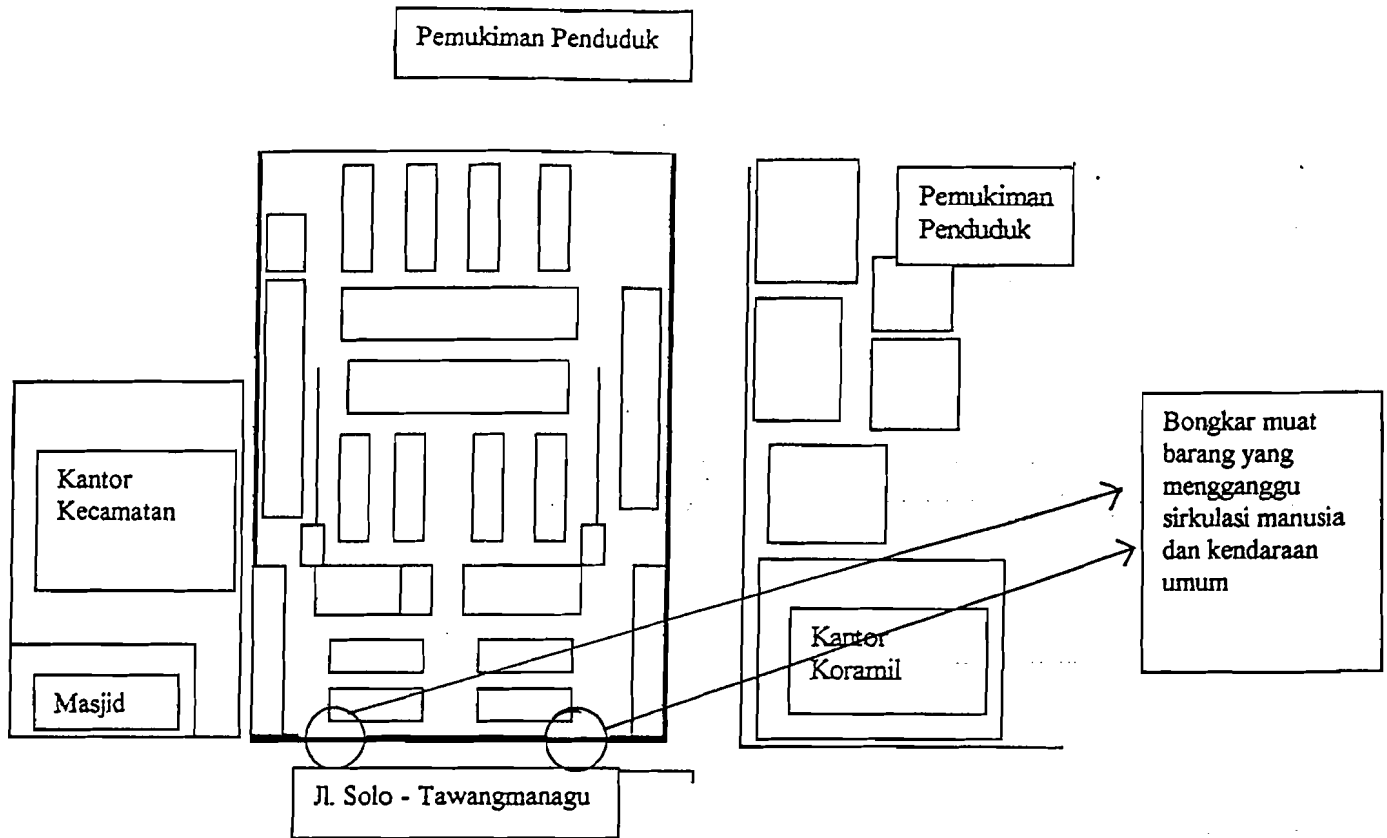 Pemukiman Penduduk
Pemukiman
Penduduk
Kantor
Kecamatan
Bongkar muat
barang yang
mengganggu
sirkulasi manusia
dan kendaraan
umum
Kantor
Koramil
Masjid
Jl. Solo - Tawangmanagu